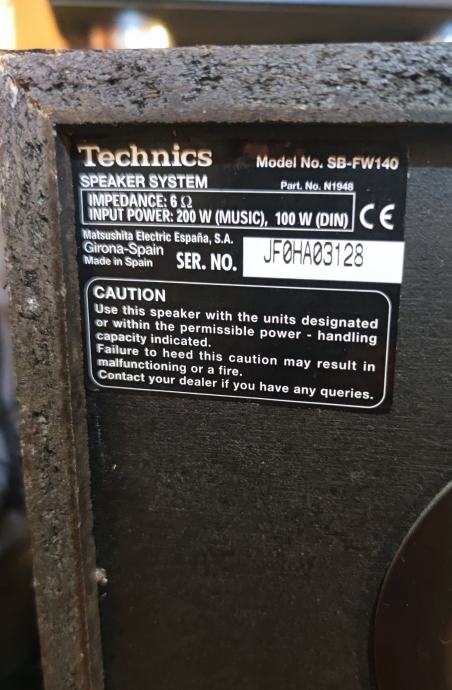 Technics
Model No. SB-FW140
SPEAKER SYSTEM
Part. No. N1948
IMPEDANCE: 6 Ω
INPUT POWER: 200 W (MUSIC), 100 W (DIN)
CE
Matsushita Electric España, S.A.
Girona-Spain
Made in Spain
SER. NO.
JF0HA03128
CAUTION
Use this speaker with the units designated
or within the permissible power - handling
capacity indicated.
Failure to heed this caution may result in
malfunctioning or a fire.
Contact your dealer if you have any queries.